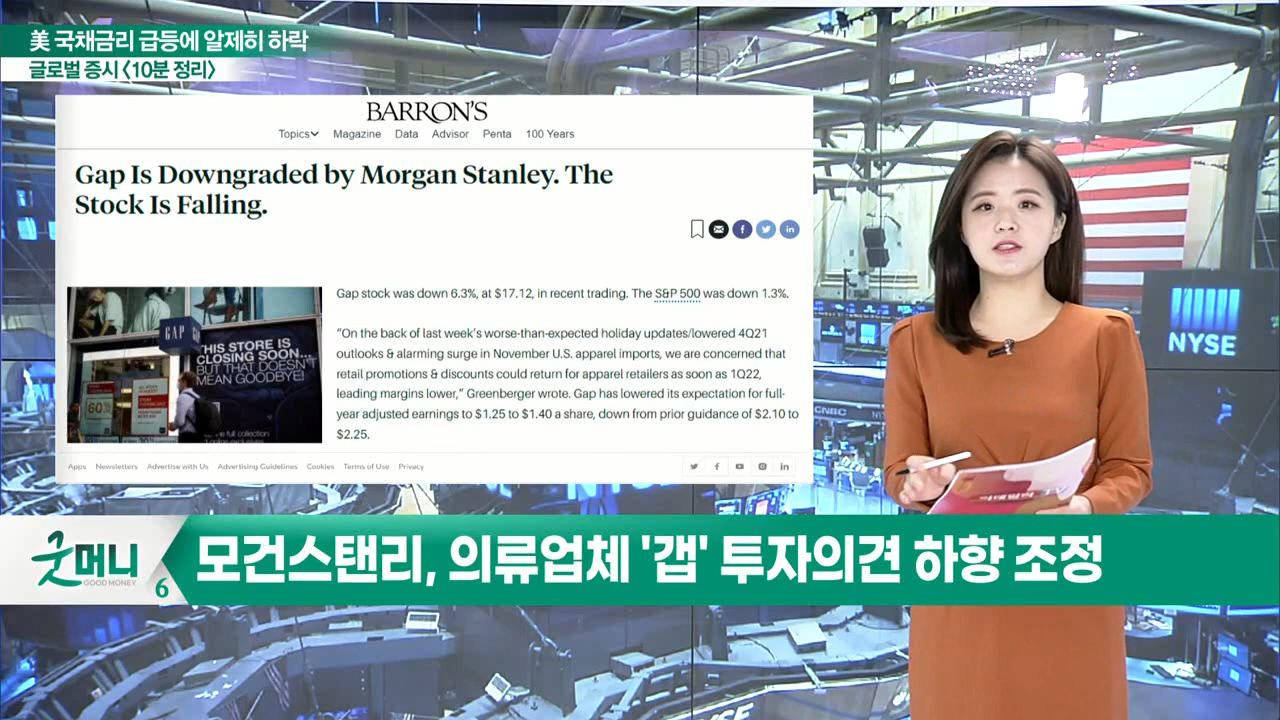 美 국채금리 급등에 알제히 하락
글로벌 증시 <10분 정리>
BARRON'S
Topics Magazine Data Advisor Penta 100 Years
Gap Is Downgraded by Morgan Stanley. The
Stock Is Falling.
Gap stock was down 6.3%, at $17.12, in recent trading. The S&P 500 was down 1.3%.
“On the back of last week’s worse-than-expected holiday updates/lowered 4Q21
outlooks & alarming surge in November U.S. apparel imports, we are concerned that
retail promotions & discounts could return for apparel retailers as soon as 1Q22,
leading margins lower,” Greenberger wrote. Gap has lowered its expectation for full-
year adjusted earnings to $1.25 to $1.40 a share, down from prior guidance of $2.10 to
$2.25.
GAP
THIS STORE IS
CLOSING SOON...
BUT THAT DOESN'T
MEAN GOODBYE!
60%
Apps Newsletters Advertise with Us Advertising Guidelines Cookies Terms of Use Privacy
NYSE
굿머니
GOOD MONEY
6
모건스탠리, 의류업체 '갭' 투자의견 하향 조정